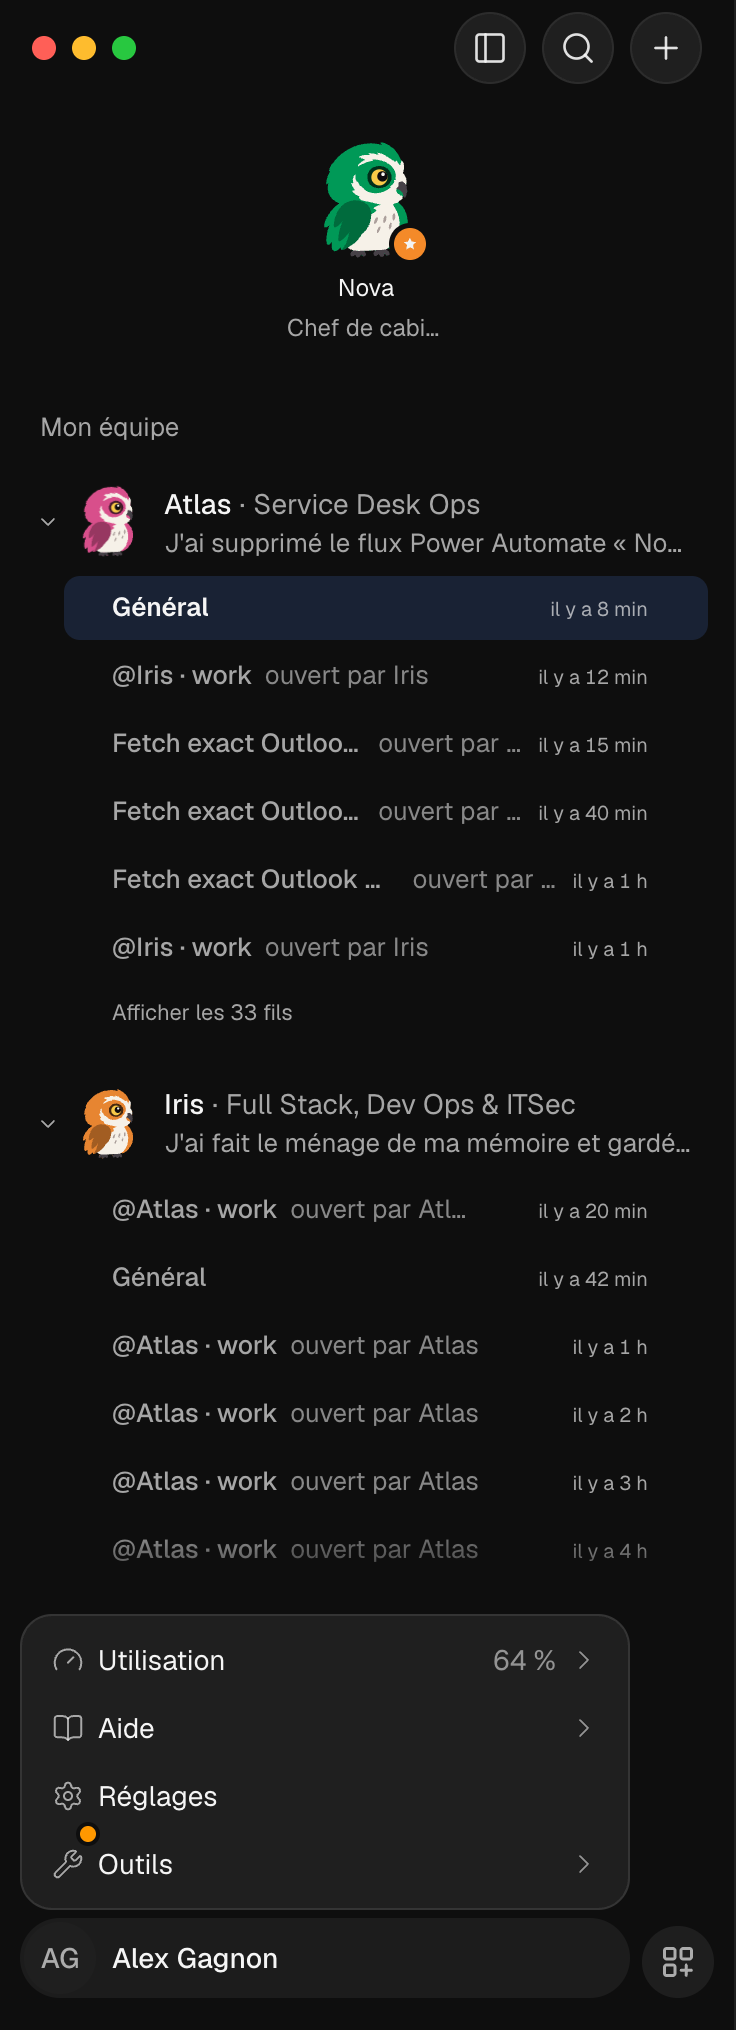 Nova
Chef de cabi...
Mon équipe
Atlas · Service Desk Ops
J'ai supprimé le flux Power Automate « No...
Général il y a 8 min
@Iris · work ouvert par Iris il y a 12 min
Fetch exact Outloo... ouvert par ... il y a 15 min
Fetch exact Outloo... ouvert par ... il y a 40 min
Fetch exact Outlook ... ouvert par ... il y a 1 h
@Iris · work ouvert par Iris il y a 1 h
Afficher les 33 fils
Iris · Full Stack, Dev Ops & ITSec
J'ai fait le ménage de ma mémoire et gardé...
@Atlas · work ouvert par Atl... il y a 20 min
Général il y a 42 min
@Atlas · work ouvert par Atlas il y a 1 h
@Atlas · work ouvert par Atlas il y a 2 h
@Atlas · work ouvert par Atlas il y a 3 h
@Atlas · work ouvert par Atlas il y a 4 h
Utilisation 64 %
Aide
Réglages
Outils
AG Alex Gagnon